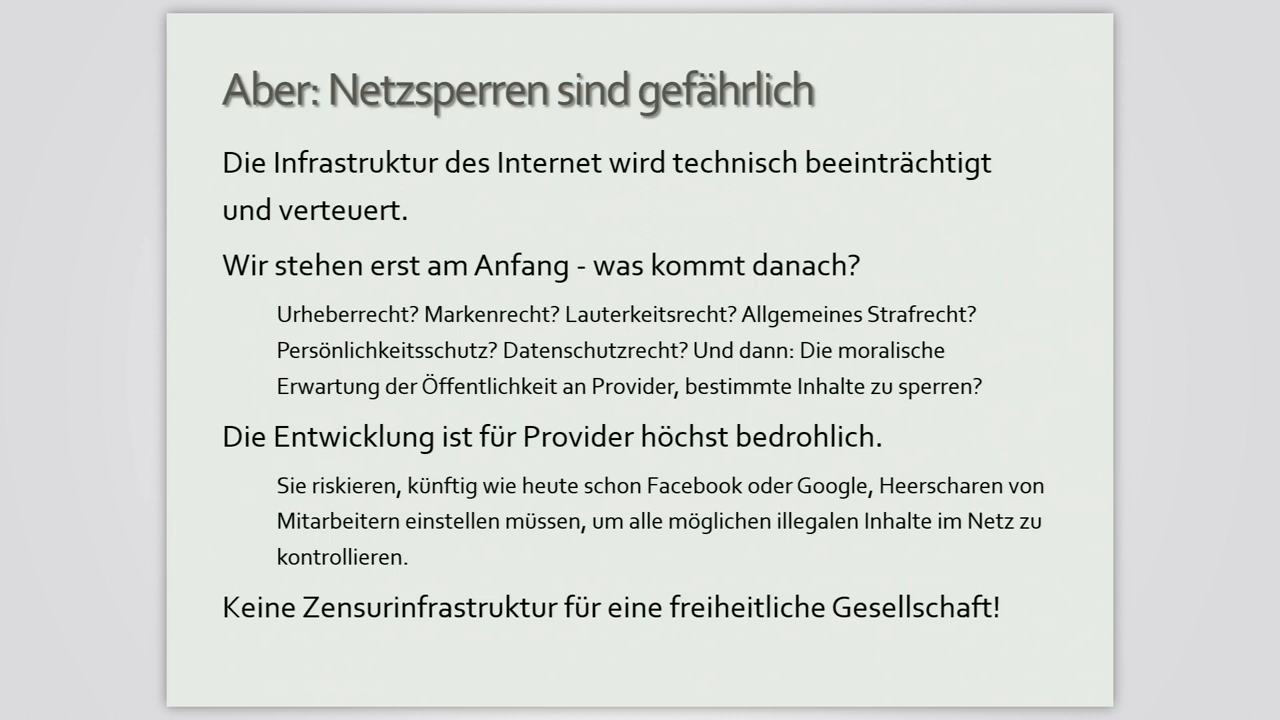 Aber: Netzsperren sind gefährlich
Die Infrastruktur des Internet wird technisch beeinträchtigt
und verteuert.
Wir stehen erst am Anfang - was kommt danach?
Urheberrecht? Markenrecht? Lauterkeitsrecht? Allgemeines Strafrecht?
Persönlichkeitsschutz? Datenschutzrecht? Und dann: Die moralische
Erwartung der Öffentlichkeit an Provider, bestimmte Inhalte zu sperren?
Die Entwicklung ist für Provider höchst bedrohlich.
Sie riskieren, künftig wie heute schon Facebook oder Google, Heerscharen von
Mitarbeitern einstellen müssen, um alle möglichen illegalen Inhalte im Netz zu
kontrollieren.
Keine Zensurinfrastruktur für eine freiheitliche Gesellschaft!